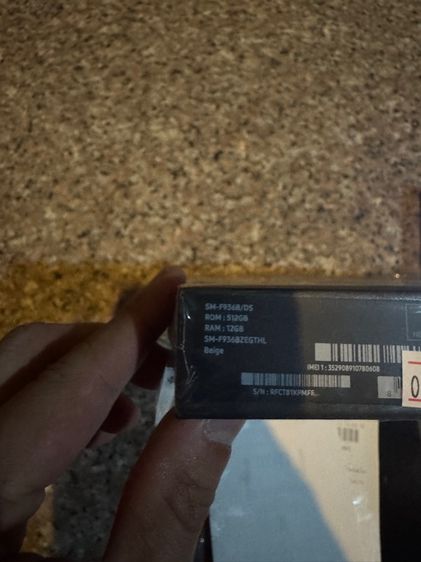 SM-F936B/DS
ROM : 512GB
RAM : 12GB
SM-F936BZEGTHL
Beige
IMEI 1 : 352908910780608
S/N : RFCT81KPMFE...